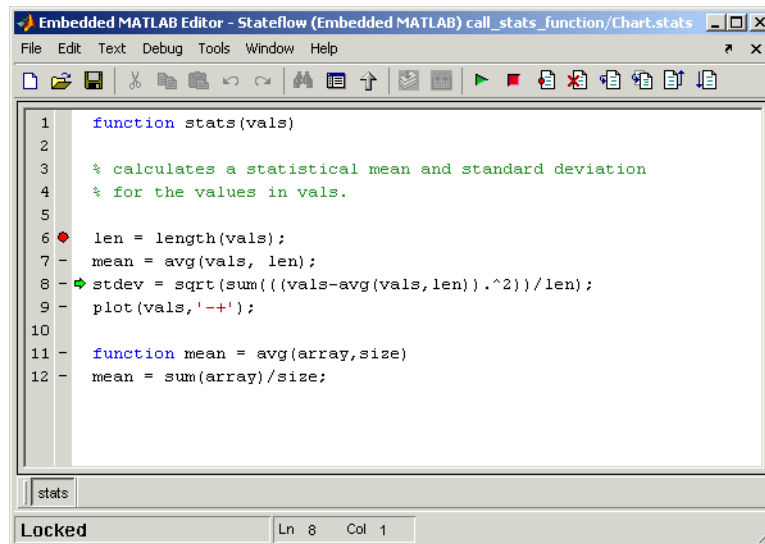 Embedded MATLAB Editor - Stateflow (Embedded MATLAB) call_stats_function/Chart.stats
File Edit Text Debug Tools Window Help
1 function stats(vals)
2
3 % calculates a statistical mean and standard deviation
4 % for the values in vals.
5
6 len = length(vals);
7 - mean = avg(vals, len);
8 - stdev = sqrt(sum(((vals-avg(vals,len)).^2))/len);
9 - plot(vals,'-+');
10
11 - function mean = avg(array,size)
12 - mean = sum(array)/size;
stats
Locked Ln 8 Col 1